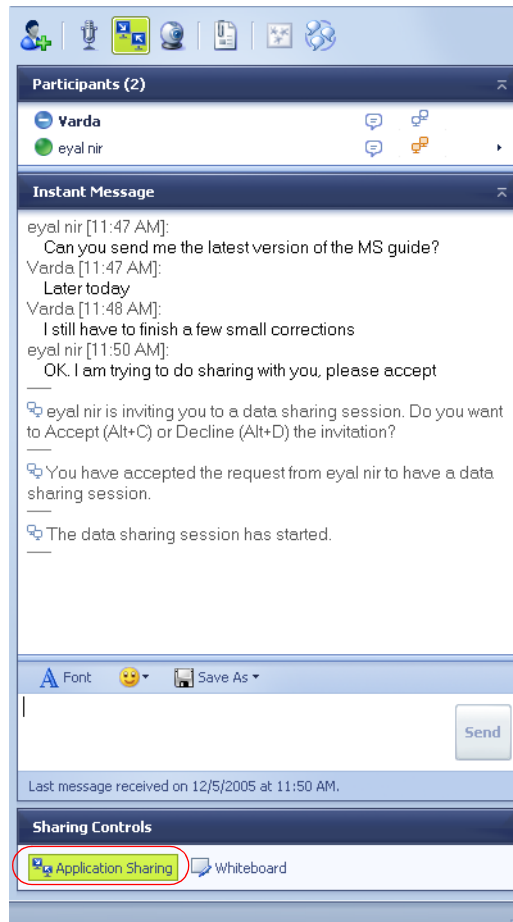 Participants (2)
Varda
eyal nir
Instant Message
eyal nir [11:47 AM]:
Can you send me the latest version of the MS guide?
Varda [11:47 AM]:
Later today
Varda [11:48 AM]:
I still have to finish a few small corrections
eyal nir [11:50 AM]:
OK. I am trying to do sharing with you, please accept
eyal nir is inviting you to a data sharing session. Do you want
to Accept (Alt+C) or Decline (Alt+D) the invitation?
You have accepted the request from eyal nir to have a data
sharing session.
The data sharing session has started.
A Font Save As
Send
Last message received on 12/5/2005 at 11:50 AM.
Sharing Controls
Application Sharing Whiteboard